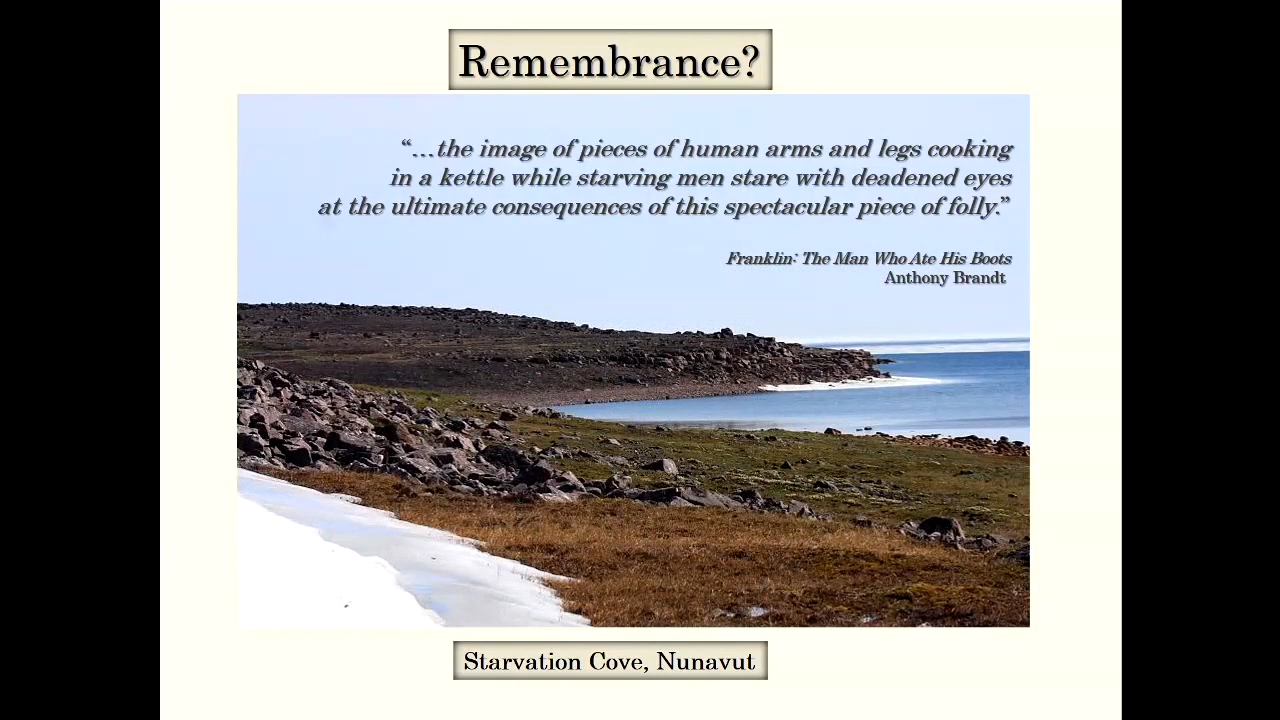 Remembrance?
“…the image of pieces of human arms and legs cooking
in a kettle while starving men stare with deadened eyes
at the ultimate consequences of this spectacular piece of folly.”
Franklin: The Man Who Ate His Boots
Anthony Brandt
Starvation Cove, Nunavut